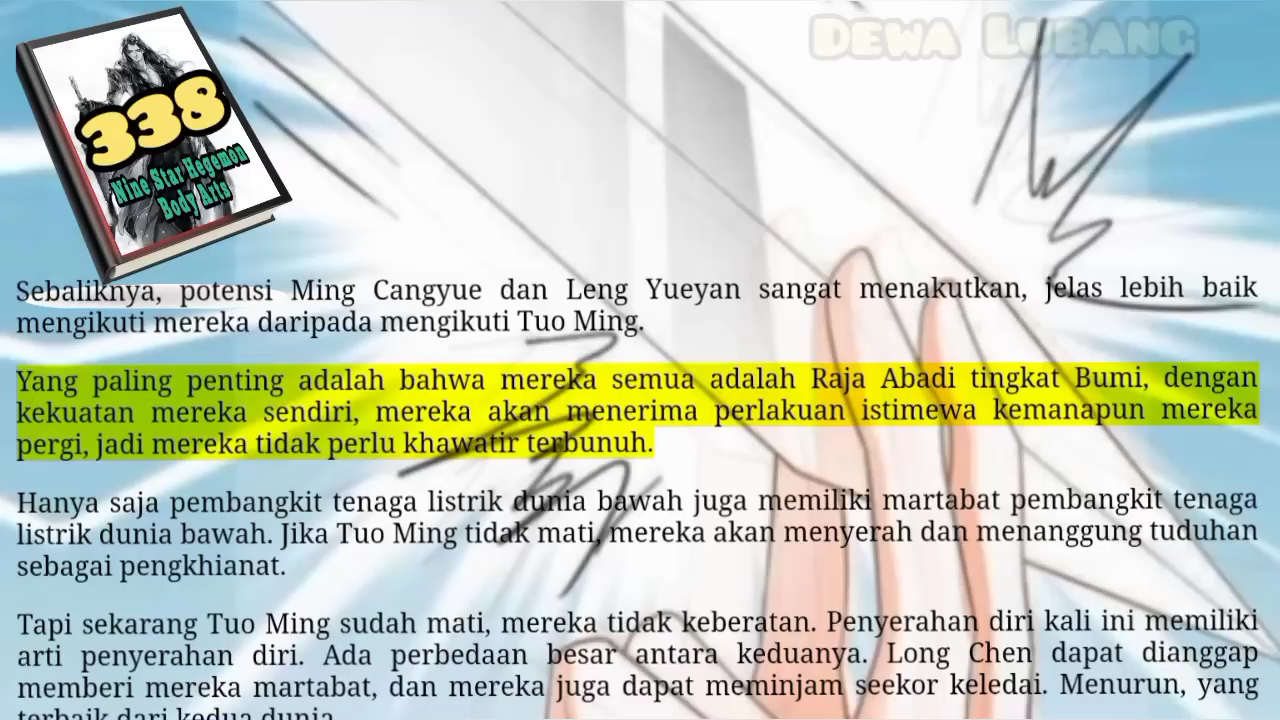 Dewa Lubang
338
Nine Star Hegemon
Body Arts
Sebaliknya, potensi Ming Cangyue dan Leng Yueyan sangat menakutkan, jelas lebih baik
mengikuti mereka daripada mengikuti Tuo Ming.
Yang paling penting adalah bahwa mereka semua adalah Raja Abadi tingkat Bumi, dengan
kekuatan mereka sendiri, mereka akan menerima perlakuan istimewa kemanapun mereka
pergi, jadi mereka tidak perlu khawatir terbunuh.
Hanya saja pembangkit tenaga listrik dunia bawah juga memiliki martabat pembangkit tenaga
listrik dunia bawah. Jika Tuo Ming tidak mati, mereka akan menyerah dan menanggung tuduhan
sebagai pengkhianat.
Tapi sekarang Tuo Ming sudah mati, mereka tidak keberatan. Penyerahan diri kali ini memiliki
arti penyerahan diri. Ada perbedaan besar antara keduanya. Long Chen dapat dianggap
memberi mereka martabat, dan mereka juga dapat meminjam seekor keledai. Menurun, yang
terbaik dari kedua dunia.